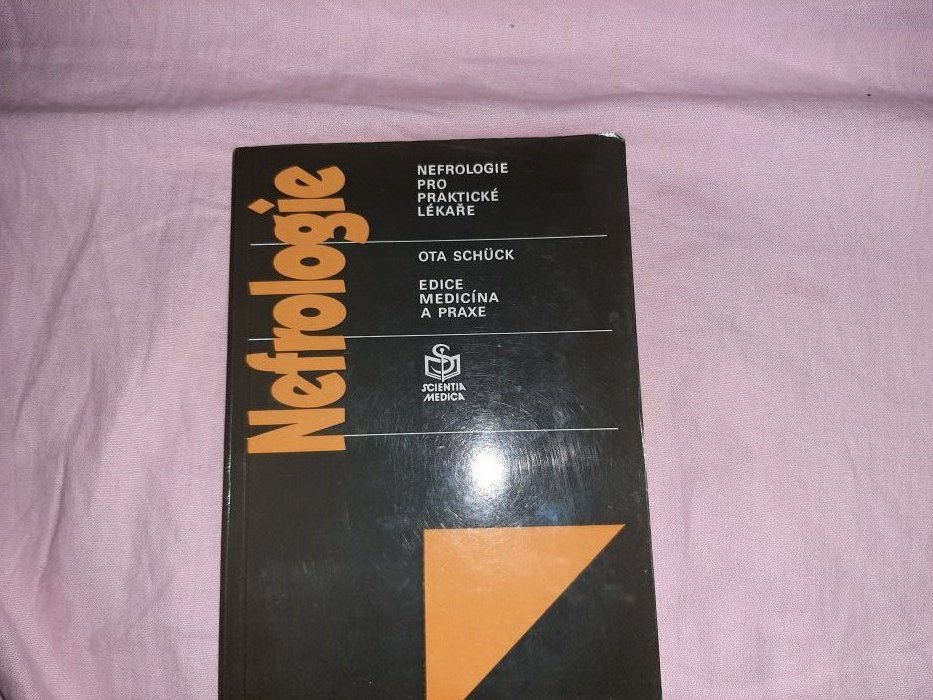 Nefrologie
NEFROLOGIE
PRO
PRAKTICKÉ
LÉKAŘE
OTA SCHÜCK
EDICE
MEDICÍNA
A PRAXE
SCIENTIA
MEDICA